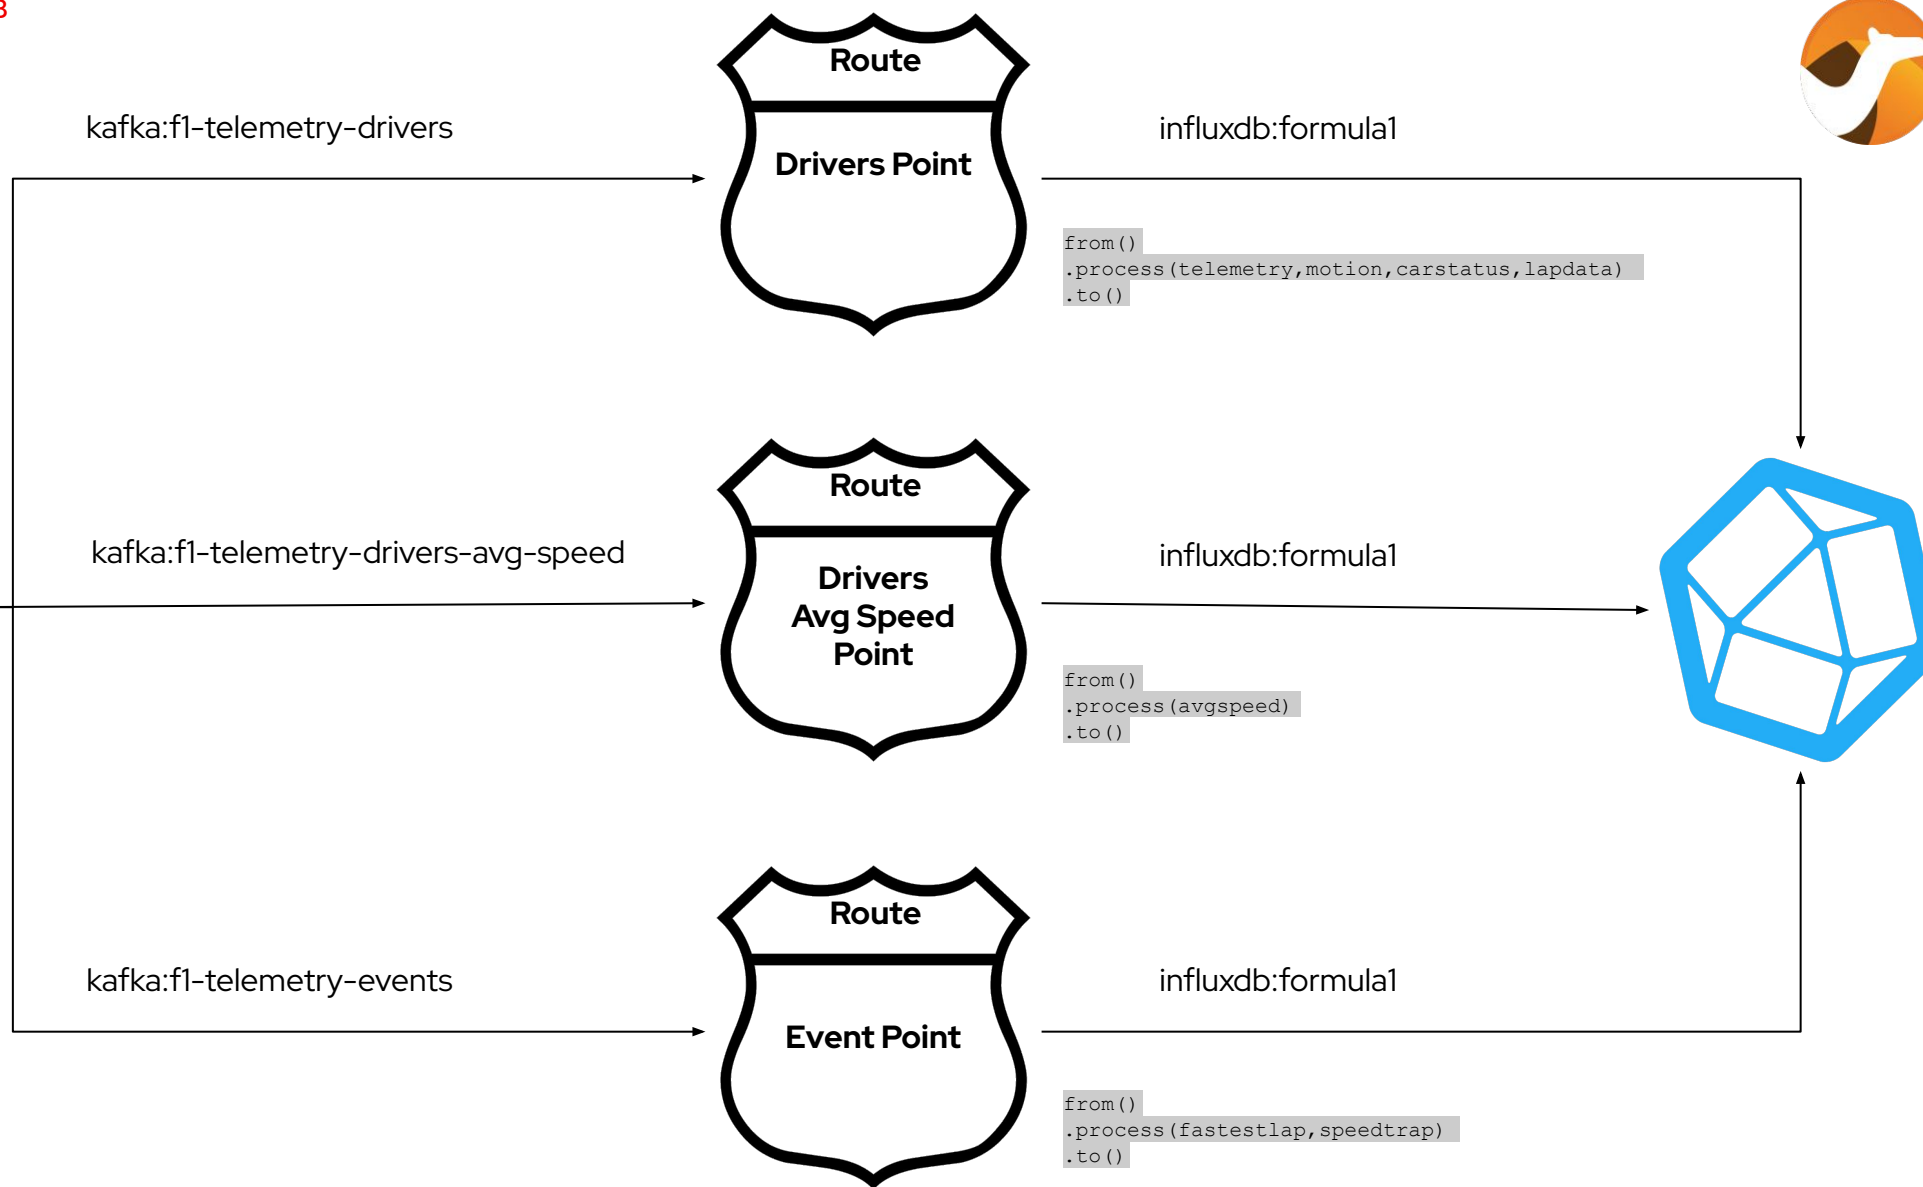 Route
kafka:f1-telemetry-drivers
influxdb:formula1
Drivers Point
from()
.process(telemetry,motion,carstatus,lapdata)
.to()
Route
kafka:f1-telemetry-drivers-avg-speed
influxdb:formula1
Drivers
Avg Speed
Point
from()
.process(avgspeed)
.to()
Route
kafka:f1-telemetry-events
influxdb:formula1
Event Point
from()
.process(fastestlap,speedtrap)
.to()